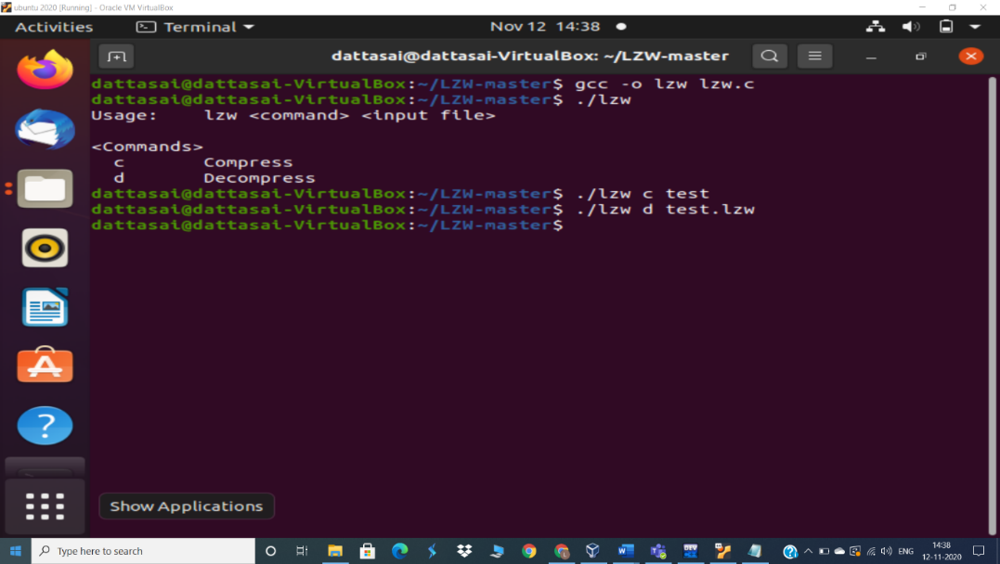 ubuntu 2020 [Running] - Oracle VM VirtualBox
Activities Terminal Nov 12 14:38
dattasai@dattasai-VirtualBox: ~/LZW-master
dattasai@dattasai-VirtualBox:~/LZW-master$ gcc -o lzw lzw.c
dattasai@dattasai-VirtualBox:~/LZW-master$ ./lzw
Usage: lzw <command> <input file>
<Commands>
c Compress
d Decompress
dattasai@dattasai-VirtualBox:~/LZW-master$ ./lzw c test
dattasai@dattasai-VirtualBox:~/LZW-master$ ./lzw d test.lzw
dattasai@dattasai-VirtualBox:~/LZW-master$
Show Applications
Type here to search
ENG
14:38
12-11-2020